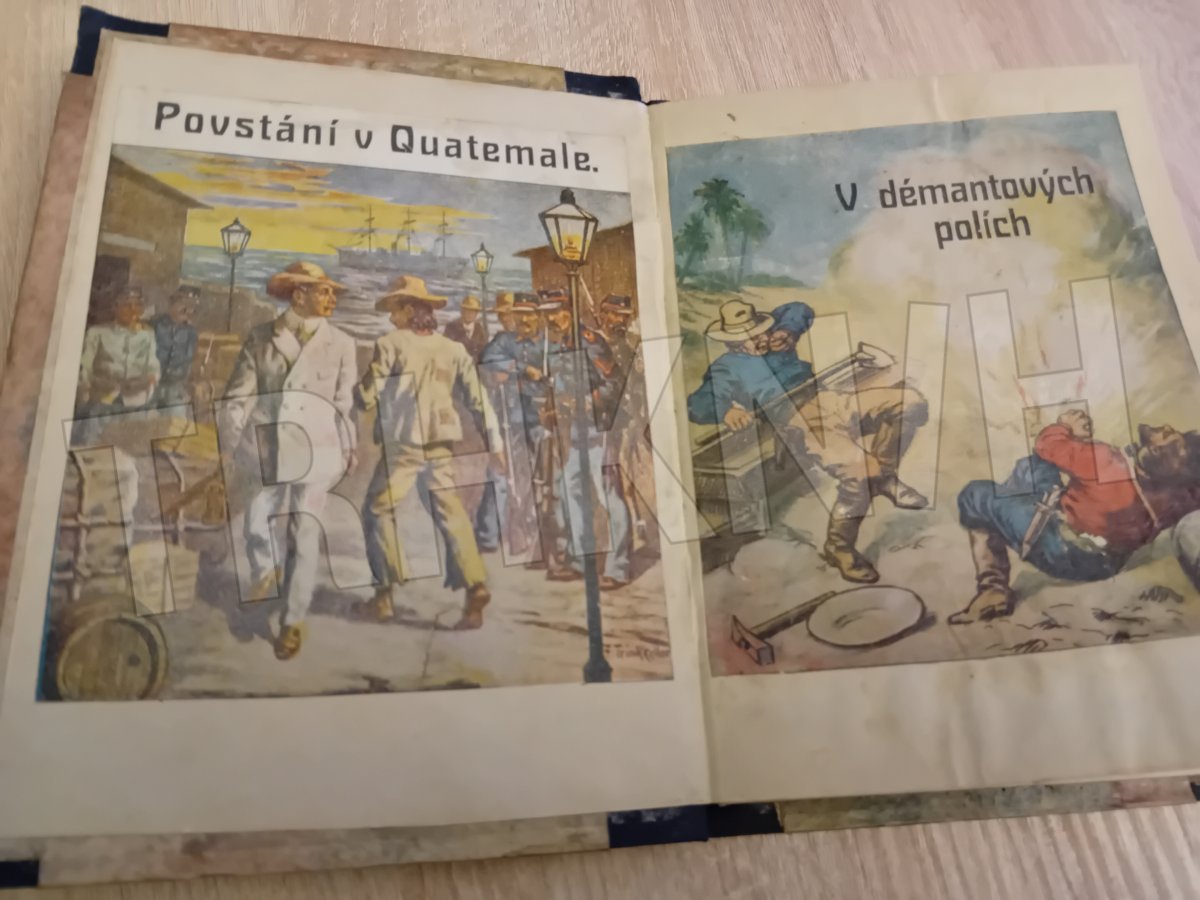 Povstání v Quatemale.
V démantových
polích
TRHKNIH